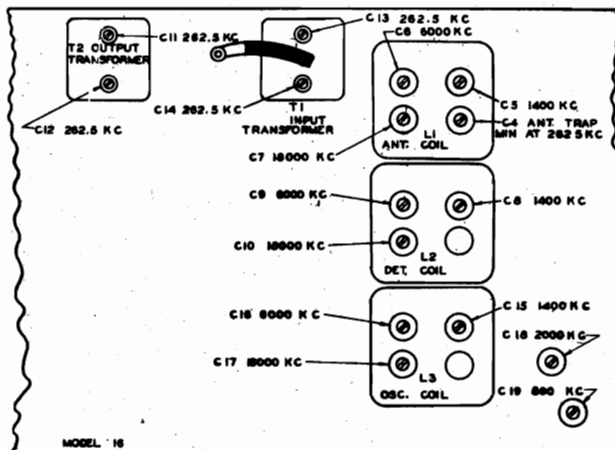 C13 262.5 KC
C6 6000 KC
C11 262.5 KC
T2 OUTPUT
TRANSFORMER
C5 1400 KC
C14 262.5 KC
T1
INPUT
TRANSFORMER
C12 262.5 KC
C4 ANT. TRAP
MIN AT 262.5 KC
L1
ANT. COIL
C7 18000 KC
C9 6000 KC
C8 1400 KC
C10 18000 KC
L2
DET. COIL
C16 6000 KC
C15 1400 KC
C18 2000 KC
C17 18000 KC
L3
OSC. COIL
C19 KC
MODEL 16